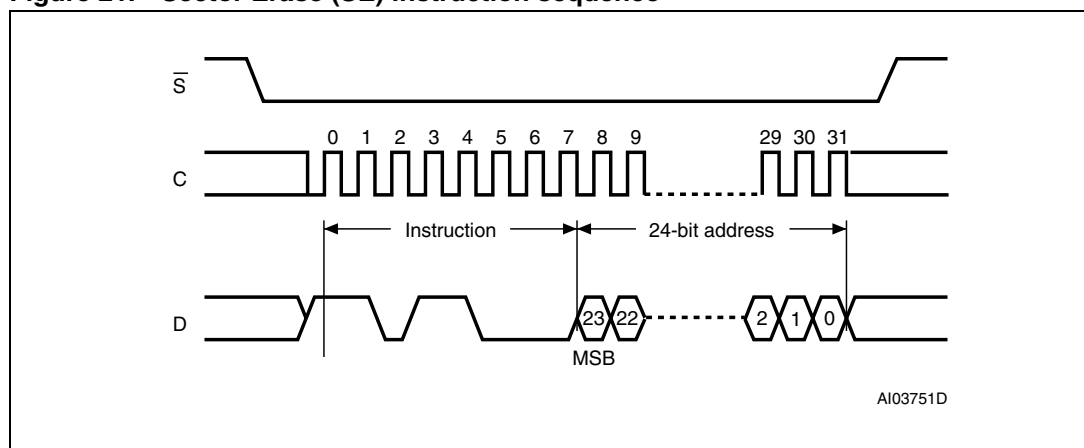 Figure 21. Sector Erase (SE) instruction sequence
S
0 1 2 3 4 5 6 7 8 9 29 30 31
C
Instruction 24-bit address
D 23 22 2 1 0
MSB
AI03751D